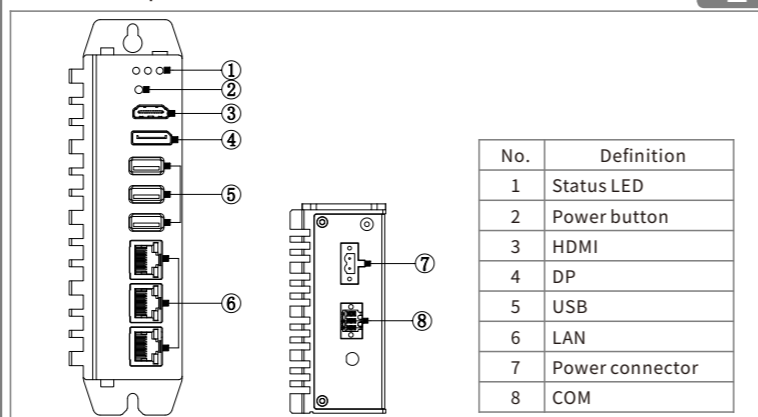 ①
②
③
④
⑤
⑥
⑦
⑧
No. Definition
1 Status LED
2 Power button
3 HDMI
4 DP
5 USB
6 LAN
7 Power connector
8 COM